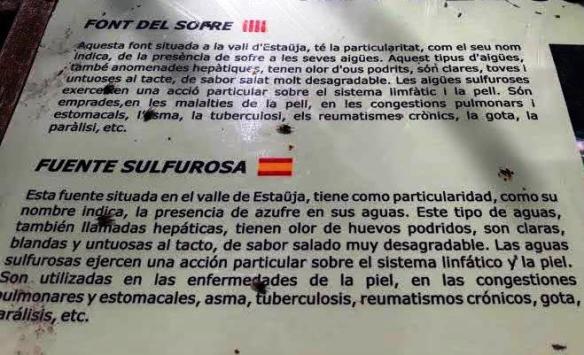 FONT DEL SOFRE
Aquesta font situada a la vall d'Estaüja, té la particularitat, com el seu nom
indica, de la presència de sofre a les seves aigües. Aquest tipus d'aigües,
també anomenades hepàtiques, tenen olor d'ous podrits, són clares, toves i
untuoses al tacte, de sabor salat molt desagradable. Les aigües sulfuroses
exerceixen una acció particular sobre el sistema limfàtic i la pell. Són
emprades,en les malalties de la pell, en les congestions pulmonars i
estomacals, l'asma, la tuberculosi, els reumatismes crònics, la gota, la
paràlisi, etc.
FUENTE SULFUROSA
Esta fuente situada en el valle de Estaüja, tiene como particularidad, como su
nombre indica, la presencia de azufre en sus aguas. Este tipo de aguas,
también llamadas hepáticas, tienen olor de huevos podridos, son claras,
blandas y untuosas al tacto, de sabor salado muy desagradable. Las aguas
sulfurosas ejercen una acción particular sobre el sistema linfático y la piel.
Son utilizadas en las enfermedades de la piel, en las congestiones
pulmonares y estomacales, asma, tuberculosis, reumatismos crónicos, gota,
parálisis, etc.